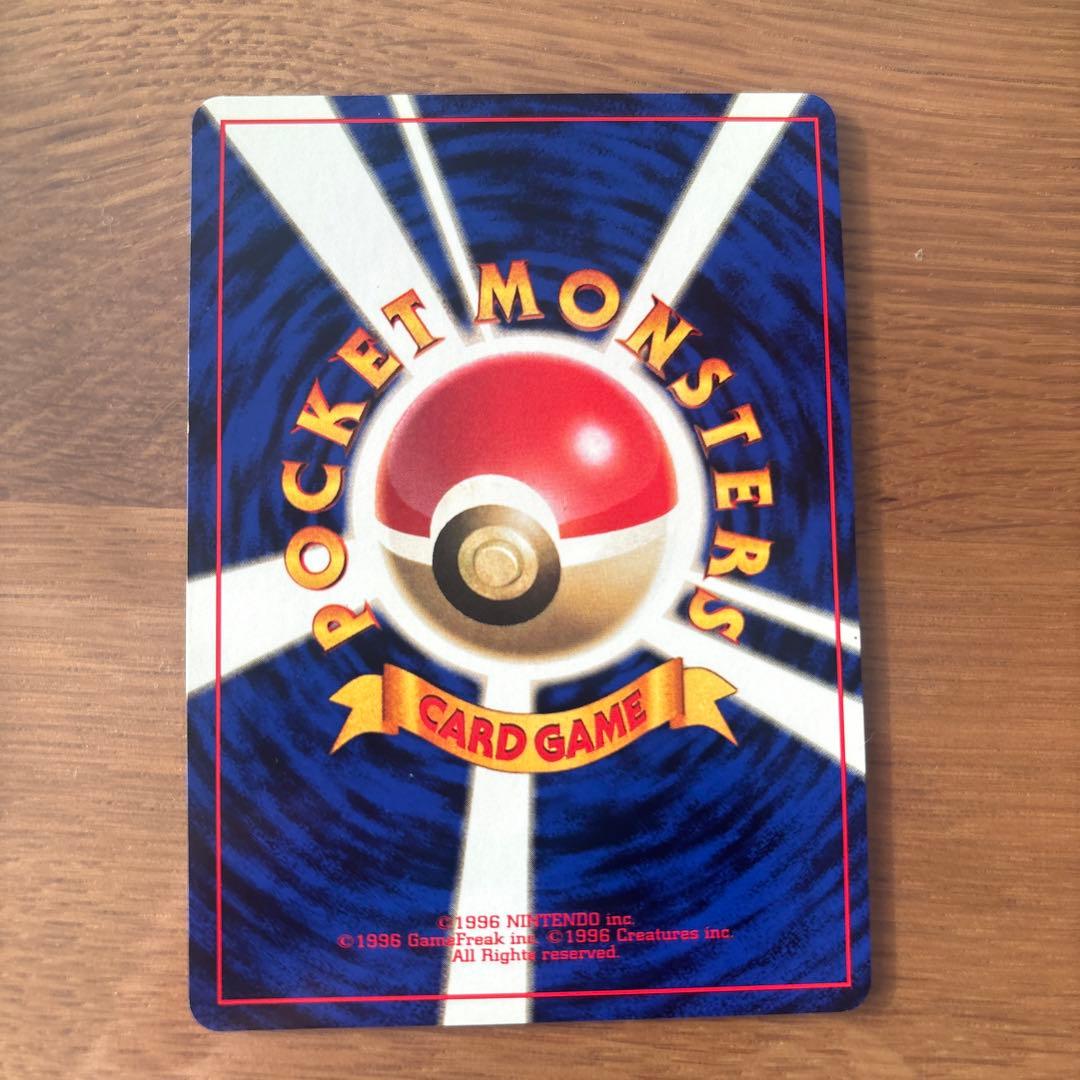 POCKET MONSTERS
CARD GAME
©1996 NINTENDO inc.
©1996 GameFreak inc. ©1996 Creatures inc.
All Rights reserved.